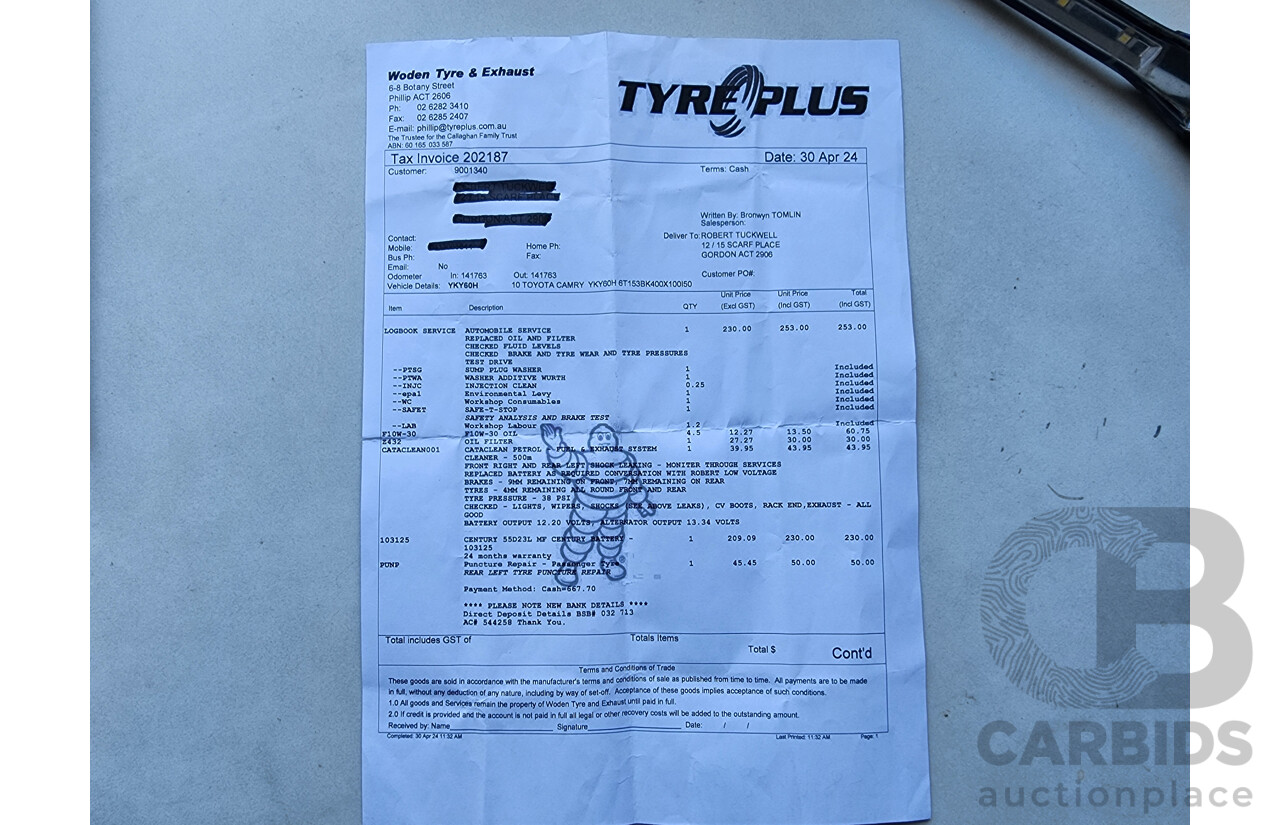 Woden Tyre & Exhaust
6-8 Botany Street
Phillip ACT 2606
Ph: 02 6282 3410
Fax: 02 6285 2407
E-mail: phillip@tyreplus.com.au
The Trustee for the Callaghan Family Trust
ABN: 60 165 033 587
TYREPLUS
Tax Invoice 202187 Date: 30 Apr 24
Customer: 9001340 Terms: Cash
Written By: Bronwyn TOMLIN
Salesperson:
Deliver To: ROBERT TUCKWELL
12 / 15 SCARF PLACE
GORDON ACT 2906
Contact:
Mobile: Home Ph:
Bus Ph: Fax:
Email: No
Odometer In: 141763 Out: 141763 Customer PO#:
Vehicle Details: YKY60H 10 TOYOTA CAMRY YKY60H 6T153BK400X100I50
Item Description QTY Unit Price (Excl GST) Unit Price (Incl GST) Total (Incl GST)
LOGBOOK SERVICE AUTOMOBILE SERVICE 1 230.00 253.00 253.00
REPLACED OIL AND FILTER
CHECKED FLUID LEVELS
CHECKED BRAKE AND TYRE WEAR AND TYRE PRESSURES
TEST DRIVE
--PTSG SUMP PLUG WASHER 1 Included
--PTWA WASHER ADDITIVE WURTH 1 Included
--INJC INJECTION CLEAN 0.25 Included
--epal Environmental Levy 1 Included
--WC Workshop Consumables 1 Included
--SAFET SAFE-T-STOP 1 Included
SAFETY ANALYSIS AND BRAKE TEST
--LAB Workshop Labour 1.2 Included
F10W-30 F10W-30 OIL 4.5 12.27 13.50 60.75
Z432 OIL FILTER 1 27.27 30.00 30.00
CATACLEAN001 CATACLEAN PETROL - FUEL & EXHAUST SYSTEM 1 39.95 43.95 43.95
CLEANER - 500m
FRONT RIGHT AND REAR LEFT SHOCK LEAKING - MONITER THROUGH SERVICES
REPLACED BATTERY AS REQUIRED CONVERSATION WITH ROBERT LOW VOLTAGE
BRAKES - 9MM REMAINING ON FRONT, 7MM REMAINING ON REAR
TYRES - 4MM REMAINING ALL ROUND FRONT AND REAR
TYRE PRESSURE - 38 PSI
CHECKED - LIGHTS, WIPERS, SHOCKS (SEE ABOVE LEAKS), CV BOOTS, RACK END, EXHAUST - ALL
GOOD
BATTERY OUTPUT 12.20 VOLTS, ALTERNATOR OUTPUT 13.34 VOLTS
103125 CENTURY 55D23L MF CENTURY BATTERY - 1 209.09 230.00 230.00
103125
24 months warranty
PUNP Puncture Repair - Passenger Tyre 1 45.45 50.00 50.00
REAR LEFT TYRE PUNCTURE REPAIR
Payment Method: Cash=667.70
**** PLEASE NOTE NEW BANK DETAILS ****
Direct Deposit Details BSB# 032 713
AC# 544258 Thank You.
Total includes GST of Totals Items
Total $ Cont'd
Terms and Conditions of Trade
These goods are sold in accordance with the manufacturer's terms and conditions of sale as published from time to time. All payments are to be made
in full, without any deduction of any nature, including by way of set-off. Acceptance of these goods implies acceptance of such conditions.
1.0 All goods and Services remain the property of Woden Tyre and Exhaust until paid in full.
2.0 If credit is provided and the account is not paid in full all legal or other recovery costs will be added to the outstanding amount.
Received by: Name Signature Date: / /
Completed: 30 Apr 24 11:32 AM Last Printed: 11:32 AM Page: 1
CB
CARBIDS
auctionplace